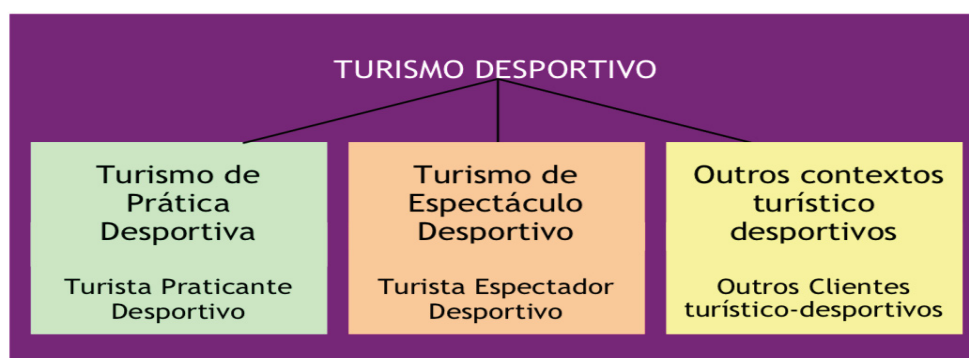 TURISMO DESPORTIVO
Turismo de
Prática
Desportiva
Turista Praticante
Desportivo
Turismo de
Espectáculo
Desportivo
Turista Espectador
Desportivo
Outros contextos
turístico
desportivos
Outros Clientes
turístico-desportivos